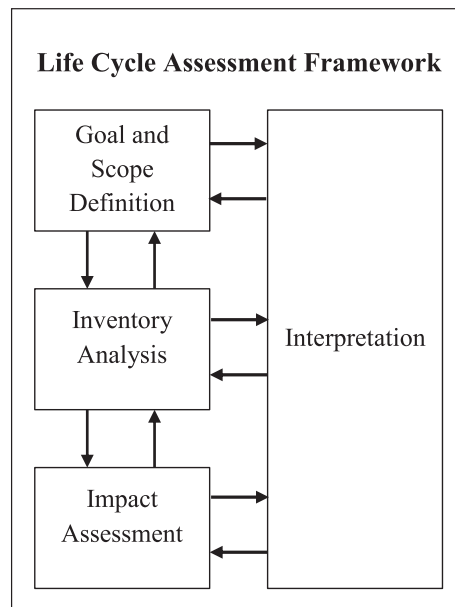 Life Cycle Assessment Framework
Goal and
Scope
Definition
Inventory
Analysis
Interpretation
Impact
Assessment